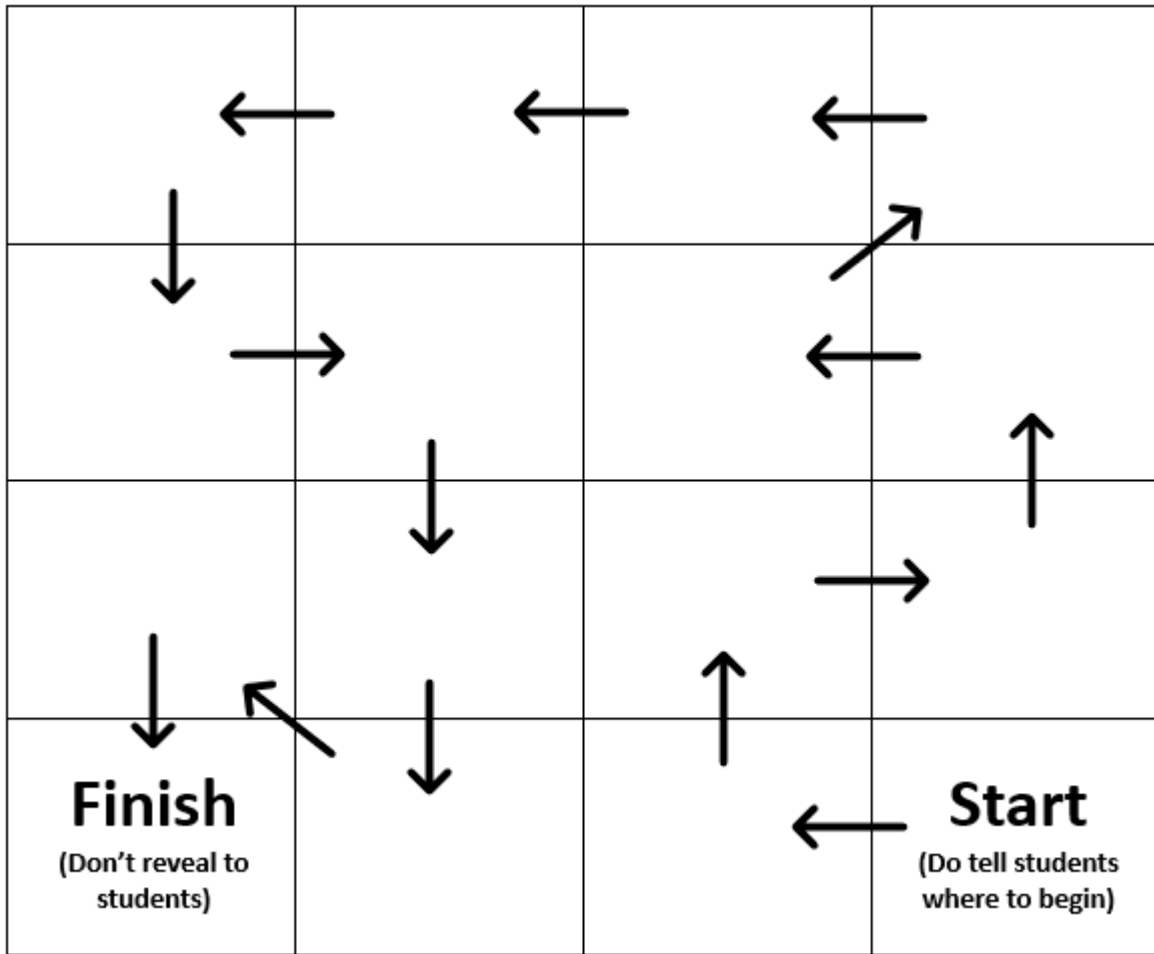 Finish
(Don’t reveal to
students)
Start
(Do tell students
where to begin)